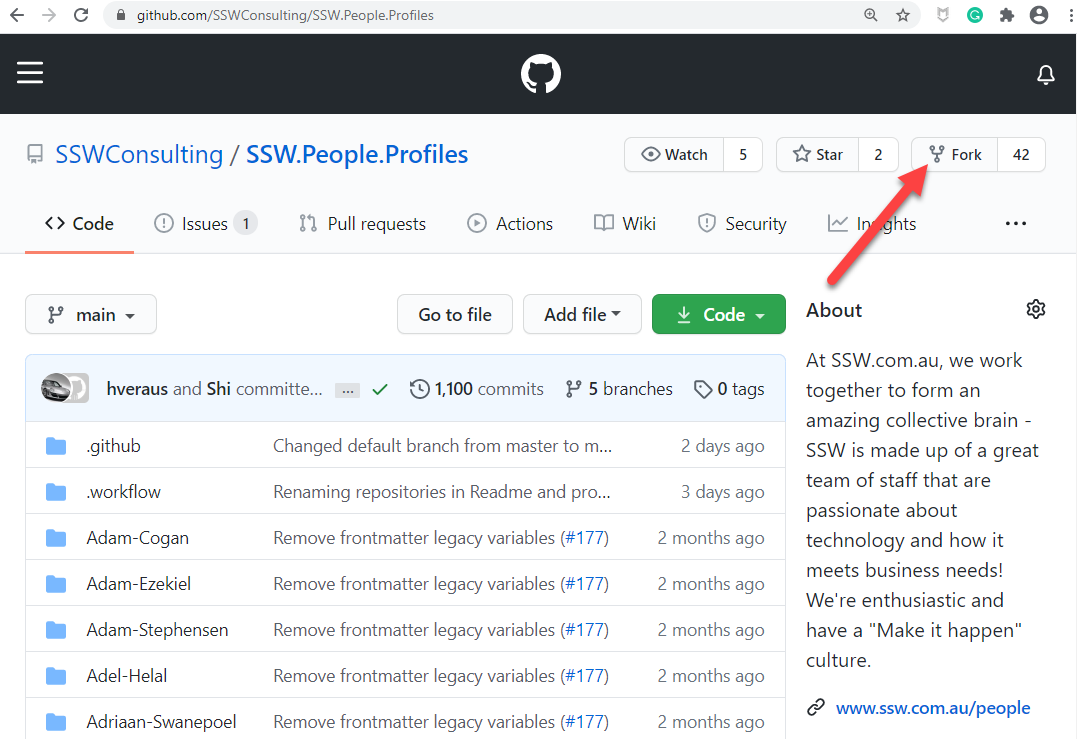 github.com/SSWConsulting/SSW.People.Profiles
SSWConsulting / SSW.People.Profiles
Watch 5 Star 2 Fork 42
Code Issues 1 Pull requests Actions Wiki Security Insights ...
main Go to file Add file Code
hveraus and Shi committe... ... 1,100 commits 5 branches 0 tags
.github Changed default branch from master to m... 2 days ago
.workflow Renaming repositories in Readme and pro... 3 days ago
Adam-Cogan Remove frontmatter legacy variables (#177) 2 months ago
Adam-Ezekiel Remove frontmatter legacy variables (#177) 2 months ago
Adam-Stephensen Remove frontmatter legacy variables (#177) 2 months ago
Adel-Helal Remove frontmatter legacy variables (#177) 2 months ago
Adriaan-Swanepoel Remove frontmatter legacy variables (#177) 2 months ago
About
At SSW.com.au, we work
together to form an
amazing collective brain -
SSW is made up of a great
team of staff that are
passionate about
technology and how it
meets business needs!
We're enthusiastic and
have a "Make it happen"
culture.
www.ssw.com.au/people